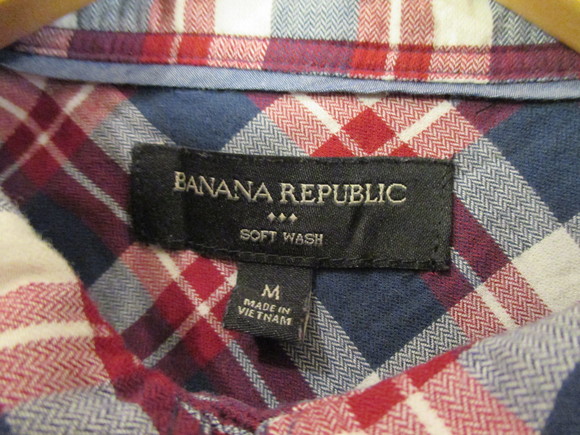 BANANA REPUBLIC
SOFT WASH
M
MADE IN
VIETNAM